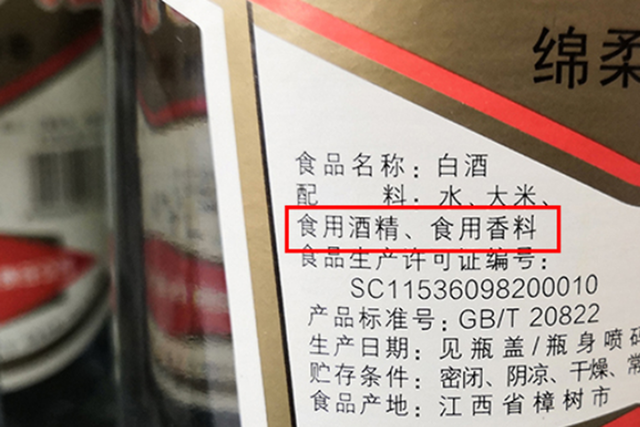 绵柔
食品名称：白酒
配料：水、大米、
食用酒精、食用香料
食品生产许可证编号：
SC11536098200010
产品标准号：GB/T 20822
生产日期：见瓶盖/瓶身喷码
贮存条件：密闭、阴凉、干燥、常
食品产地：江西省樟树市